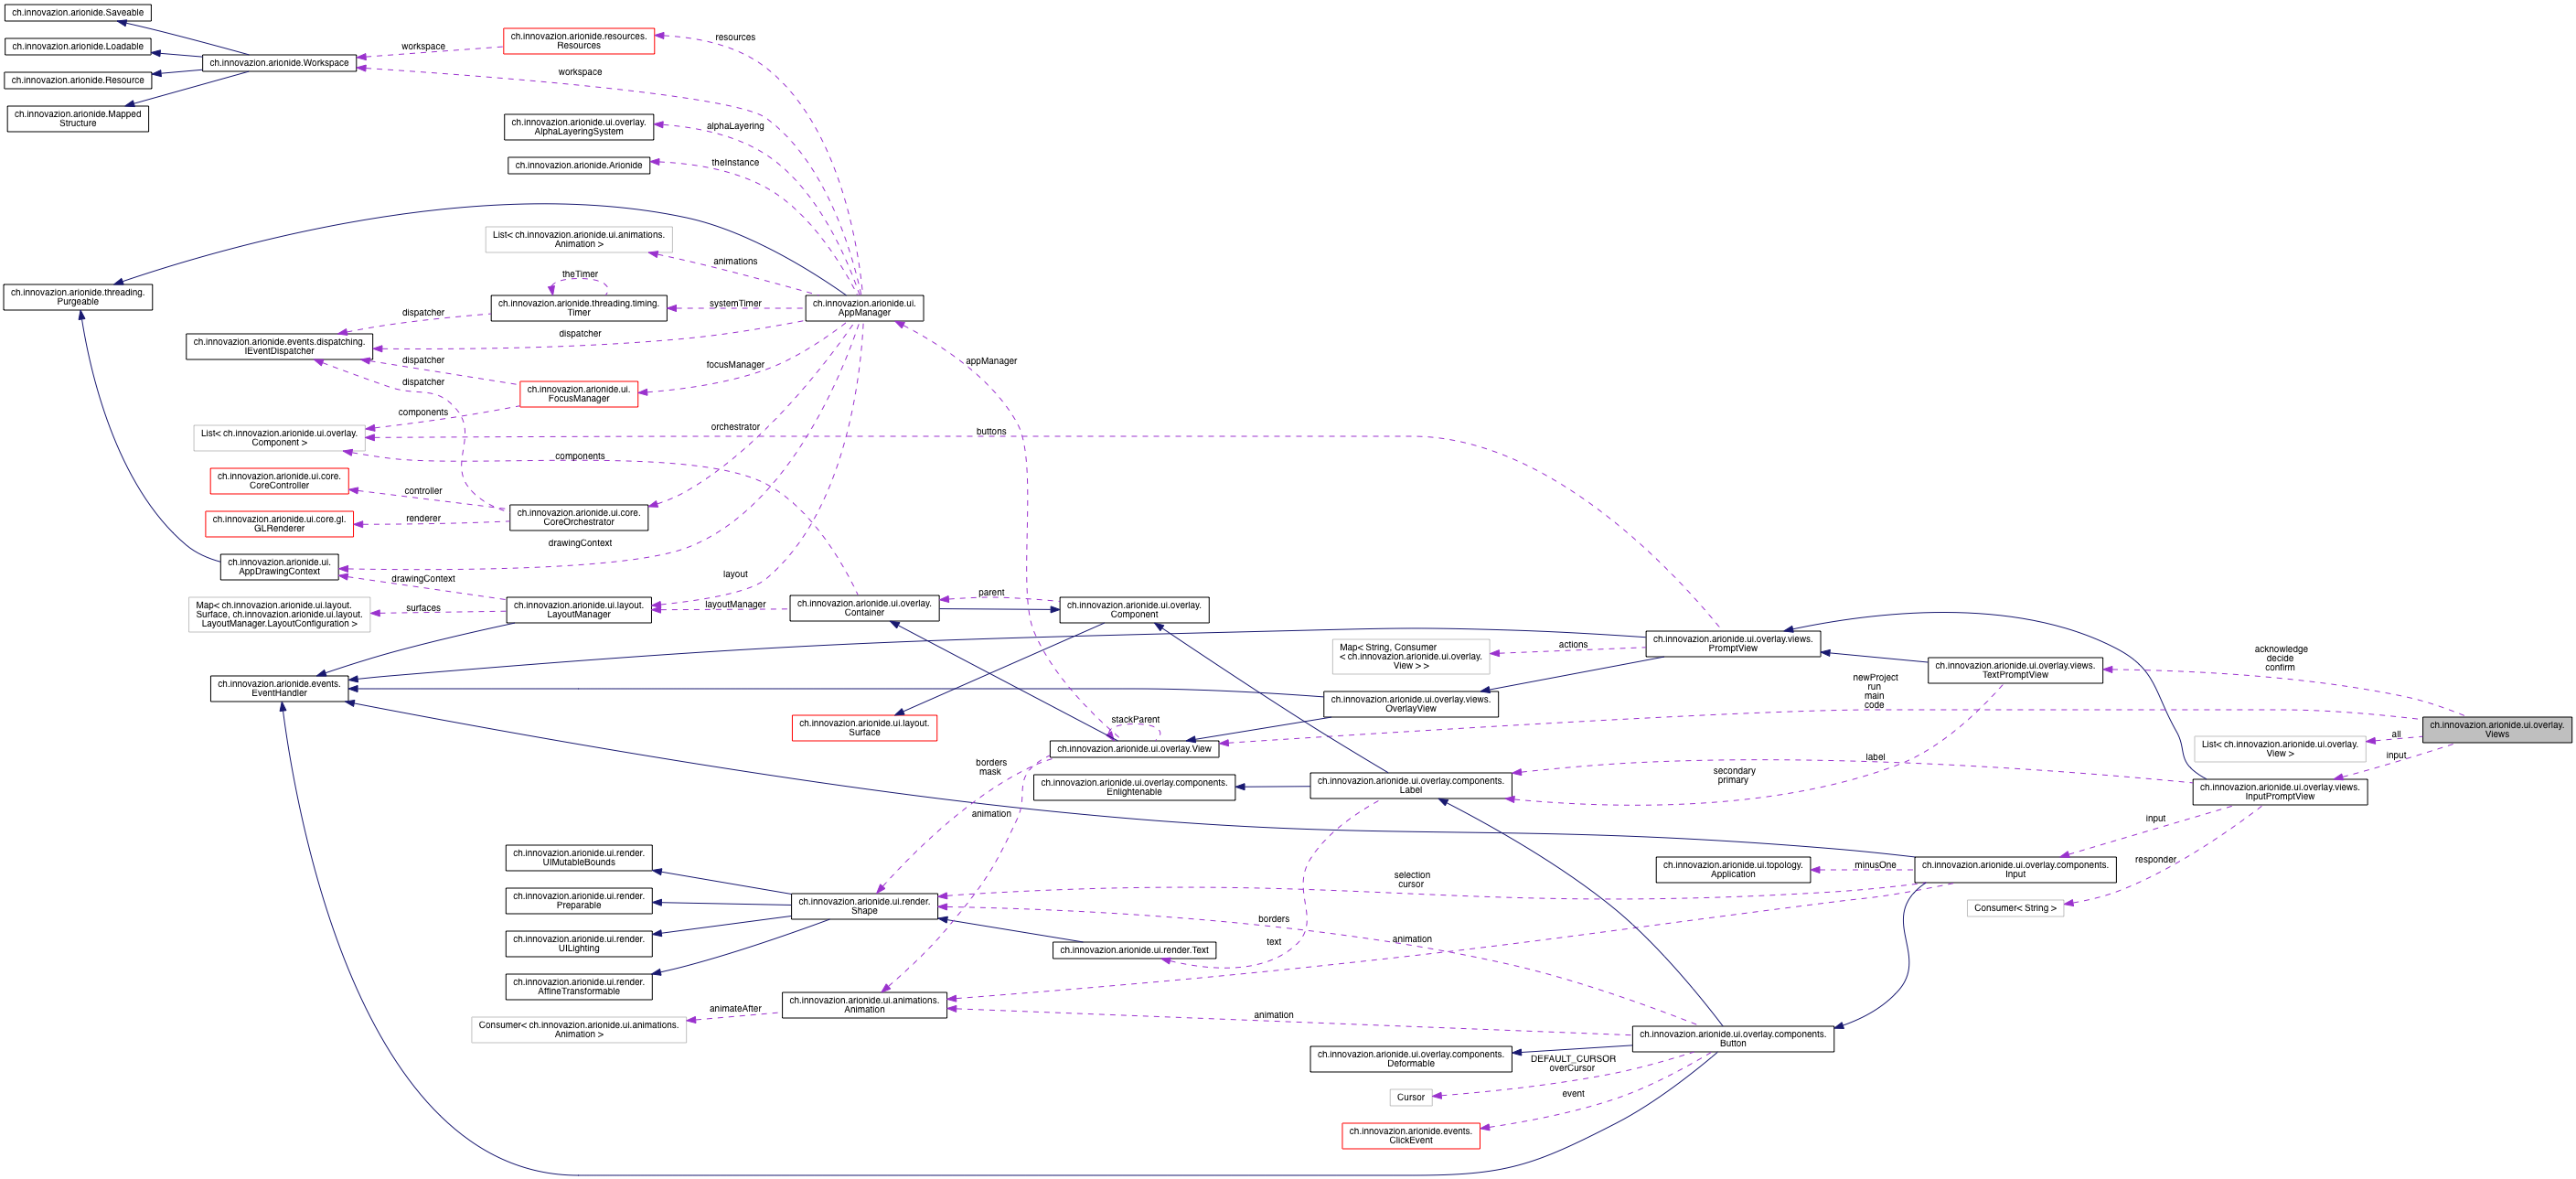 ch.innovazion.arionide.Saveable
ch.innovazion.arionide.Loadable
ch.innovazion.arionide.Workspace
ch.innovazion.arionide.Resource
ch.innovazion.arionide.Mapped
Structure
workspace
ch.innovazion.arionide.resources.
Resources
resources
workspace
ch.innovazion.arionide.ui.overlay.
AlphaLayeringSystem
alphaLayering
ch.innovazion.arionide.Arionide
theInstance
List< ch.innovazion.arionide.ui.animations.
Animation >
animations
ch.innovazion.arionide.threading.
Purgeable
theTimer
ch.innovazion.arionide.threading.timing.
Timer
systemTimer
ch.innovazion.arionide.ui.
AppManager
dispatcher
dispatcher
ch.innovazion.arionide.events.dispatching.
IEventDispatcher
dispatcher
focusManager
appManager
dispatcher
ch.innovazion.arionide.ui.
FocusManager
components
List< ch.innovazion.arionide.ui.overlay.
Component >
orchestrator
buttons
components
ch.innovazion.arionide.ui.core.
CoreController
controller
ch.innovazion.arionide.ui.core.gl.
GLRenderer
renderer
ch.innovazion.arionide.ui.core.
CoreOrchestrator
drawingContext
ch.innovazion.arionide.ui.
AppDrawingContext
drawingContext
layout
Map< ch.innovazion.arionide.ui.layout.
Surface, ch.innovazion.arionide.ui.layout.
LayoutManager.LayoutConfiguration >
surfaces
ch.innovazion.arionide.ui.layout.
LayoutManager
layoutManager
ch.innovazion.arionide.ui.overlay.
Container
parent
ch.innovazion.arionide.ui.overlay.
Component
Map< String, Consumer
< ch.innovazion.arionide.ui.overlay.
View > >
actions
ch.innovazion.arionide.ui.overlay.views.
PromptView
ch.innovazion.arionide.ui.overlay.views.
TextPromptView
acknowledge
decide
confirm
ch.innovazion.arionide.events.
EventHandler
newProject
run
main
code
ch.innovazion.arionide.ui.overlay.views.
OverlayView
ch.innovazion.arionide.ui.layout.
Surface
stackParent
ch.innovazion.arionide.ui.overlay.View
ch.innovazion.arionide.ui.overlay.
Views
all
List< ch.innovazion.arionide.ui.overlay.
View >
input
borders
mask
label
secondary
primary
ch.innovazion.arionide.ui.overlay.components.
Enlightenable
ch.innovazion.arionide.ui.overlay.components.
Label
ch.innovazion.arionide.ui.overlay.views.
InputPromptView
animation
input
ch.innovazion.arionide.ui.render.
UIMutableBounds
ch.innovazion.arionide.ui.topology.
Application
minusOne
ch.innovazion.arionide.ui.overlay.components.
Input
responder
selection
cursor
ch.innovazion.arionide.ui.render.
Preparable
ch.innovazion.arionide.ui.render.
Shape
Consumer< String >
borders
ch.innovazion.arionide.ui.render.
UILighting
text
animation
ch.innovazion.arionide.ui.render.Text
ch.innovazion.arionide.ui.render.
AffineTransformable
ch.innovazion.arionide.ui.animations.
Animation
animateAfter
Consumer< ch.innovazion.arionide.ui.animations.
Animation >
animation
ch.innovazion.arionide.ui.overlay.components.
Button
ch.innovazion.arionide.ui.overlay.components.
Deformable
DEFAULT_CURSOR
overCursor
Cursor
event
ch.innovazion.arionide.events.
ClickEvent